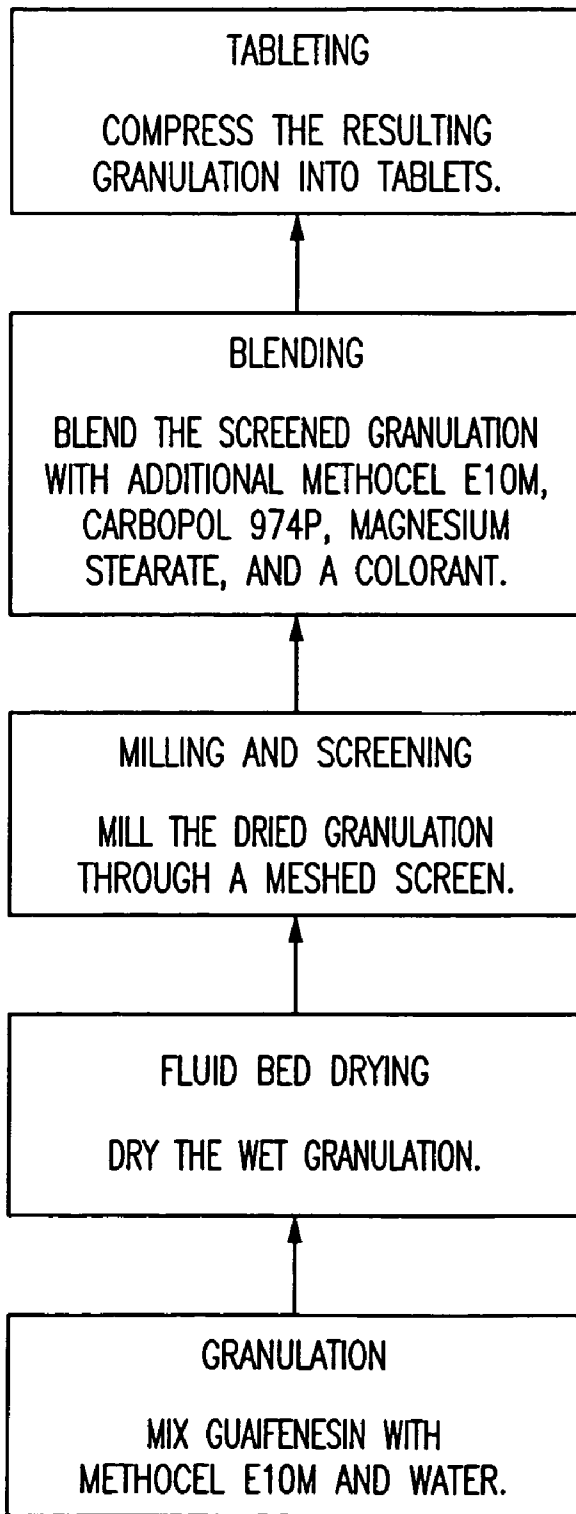 TABLETING
COMPRESS THE RESULTING
GRANULATION INTO TABLETS.
BLENDING
BLEND THE SCREENED GRANULATION
WITH ADDITIONAL METHOCEL E10M,
CARBOPOL 974P, MAGNESIUM
STEARATE, AND A COLORANT.
MILLING AND SCREENING
MILL THE DRIED GRANULATION
THROUGH A MESHED SCREEN.
FLUID BED DRYING
DRY THE WET GRANULATION.
GRANULATION
MIX GUAIFENESIN WITH
METHOCEL E10M AND WATER.